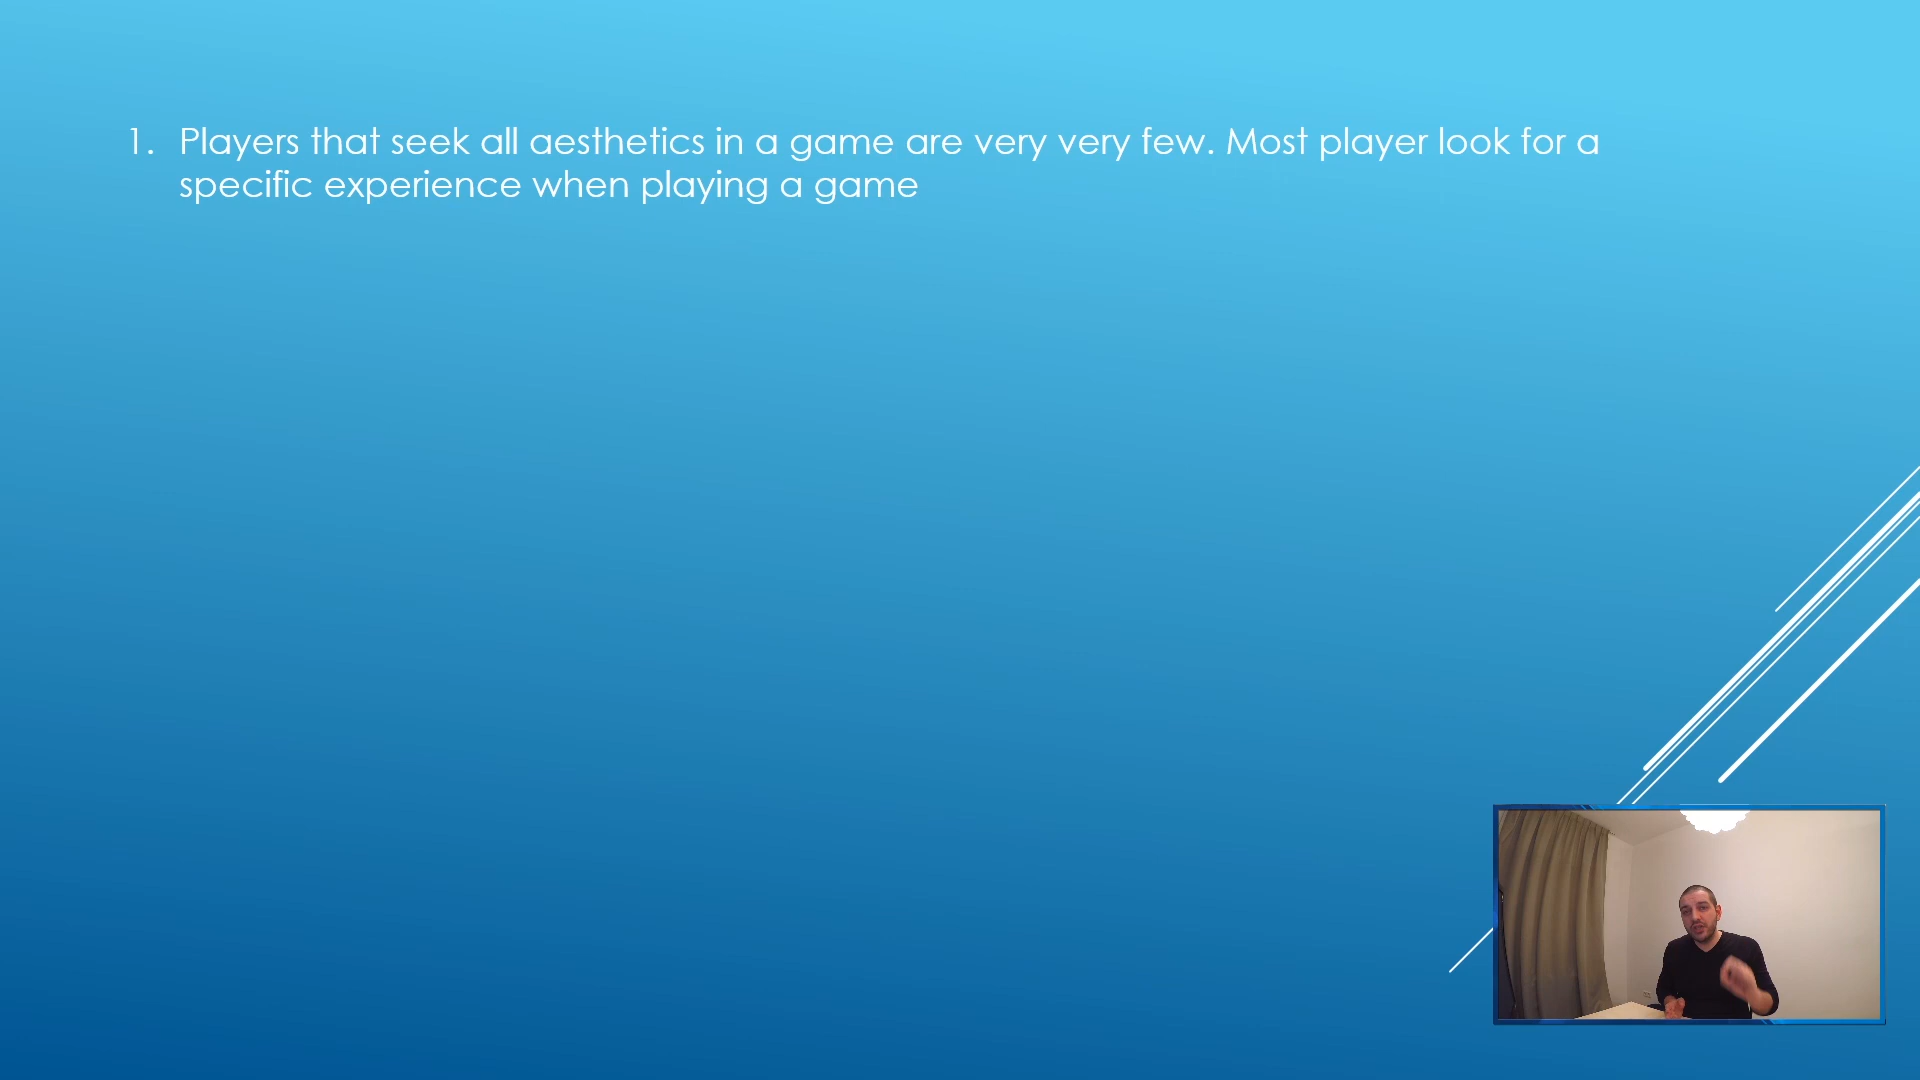 1. Players that seek all aesthetics in a game are very very few. Most player look for a
specific experience when playing a game